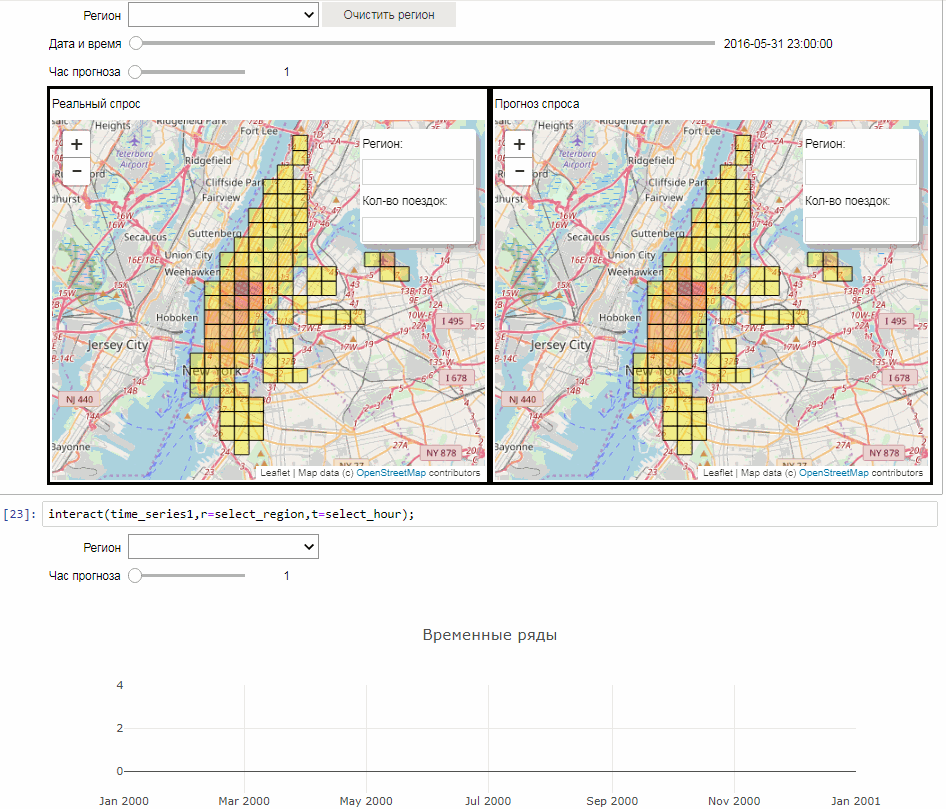 Регион
Очистить регион
Дата и время
2016-05-31 23:00:00
Час прогноза
1
Реальный спрос
Heights
Ridgefield Park
Fort Lee
+
−
Teterboro
Airport
Ridgefield
Cliffside Park
Fairview
Secaucus
Guttenberg
Union City
Weehawken
Hoboken
Jersey City
New York
Bayonne
NJ 440
I 495
I 678
NY 878
Регион:
Кол-во поездок:
Leaflet | Map data (c) OpenStreetMap contributors
Прогноз спроса
Heights
Ridgefield Park
Fort Lee
+
−
Teterboro
Airport
Ridgefield
Cliffside Park
Fairview
Secaucus
Guttenberg
Union City
Weehawken
Hoboken
Jersey City
New York
Bayonne
NJ 440
I 495
I 678
NY 878
Регион:
Кол-во поездок:
Leaflet | Map data (c) OpenStreetMap contributors
[23]: interact(time_series1,r=select_region,t=select_hour);
Регион
Час прогноза
1
Временные ряды
4
2
0
Jan 2000 Mar 2000 May 2000 Jul 2000 Sep 2000 Nov 2000 Jan 2001